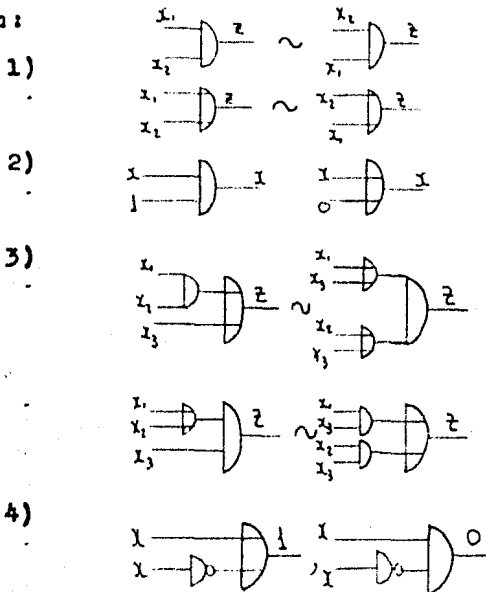 x₁ z ∼ x₂ z
1)
x₂ x₁
x₁ z ∼ x₂ z
x₂ x₁
2)
x x x x
1 0
3)
x₁ x₁
x₃
x₂ z ∼ z
x₃ x₂
x₃
x₁ z ∼ x₁ z
x₂ x₃
x₃ x₂
x₃
4)
x 1 , x 0
x x